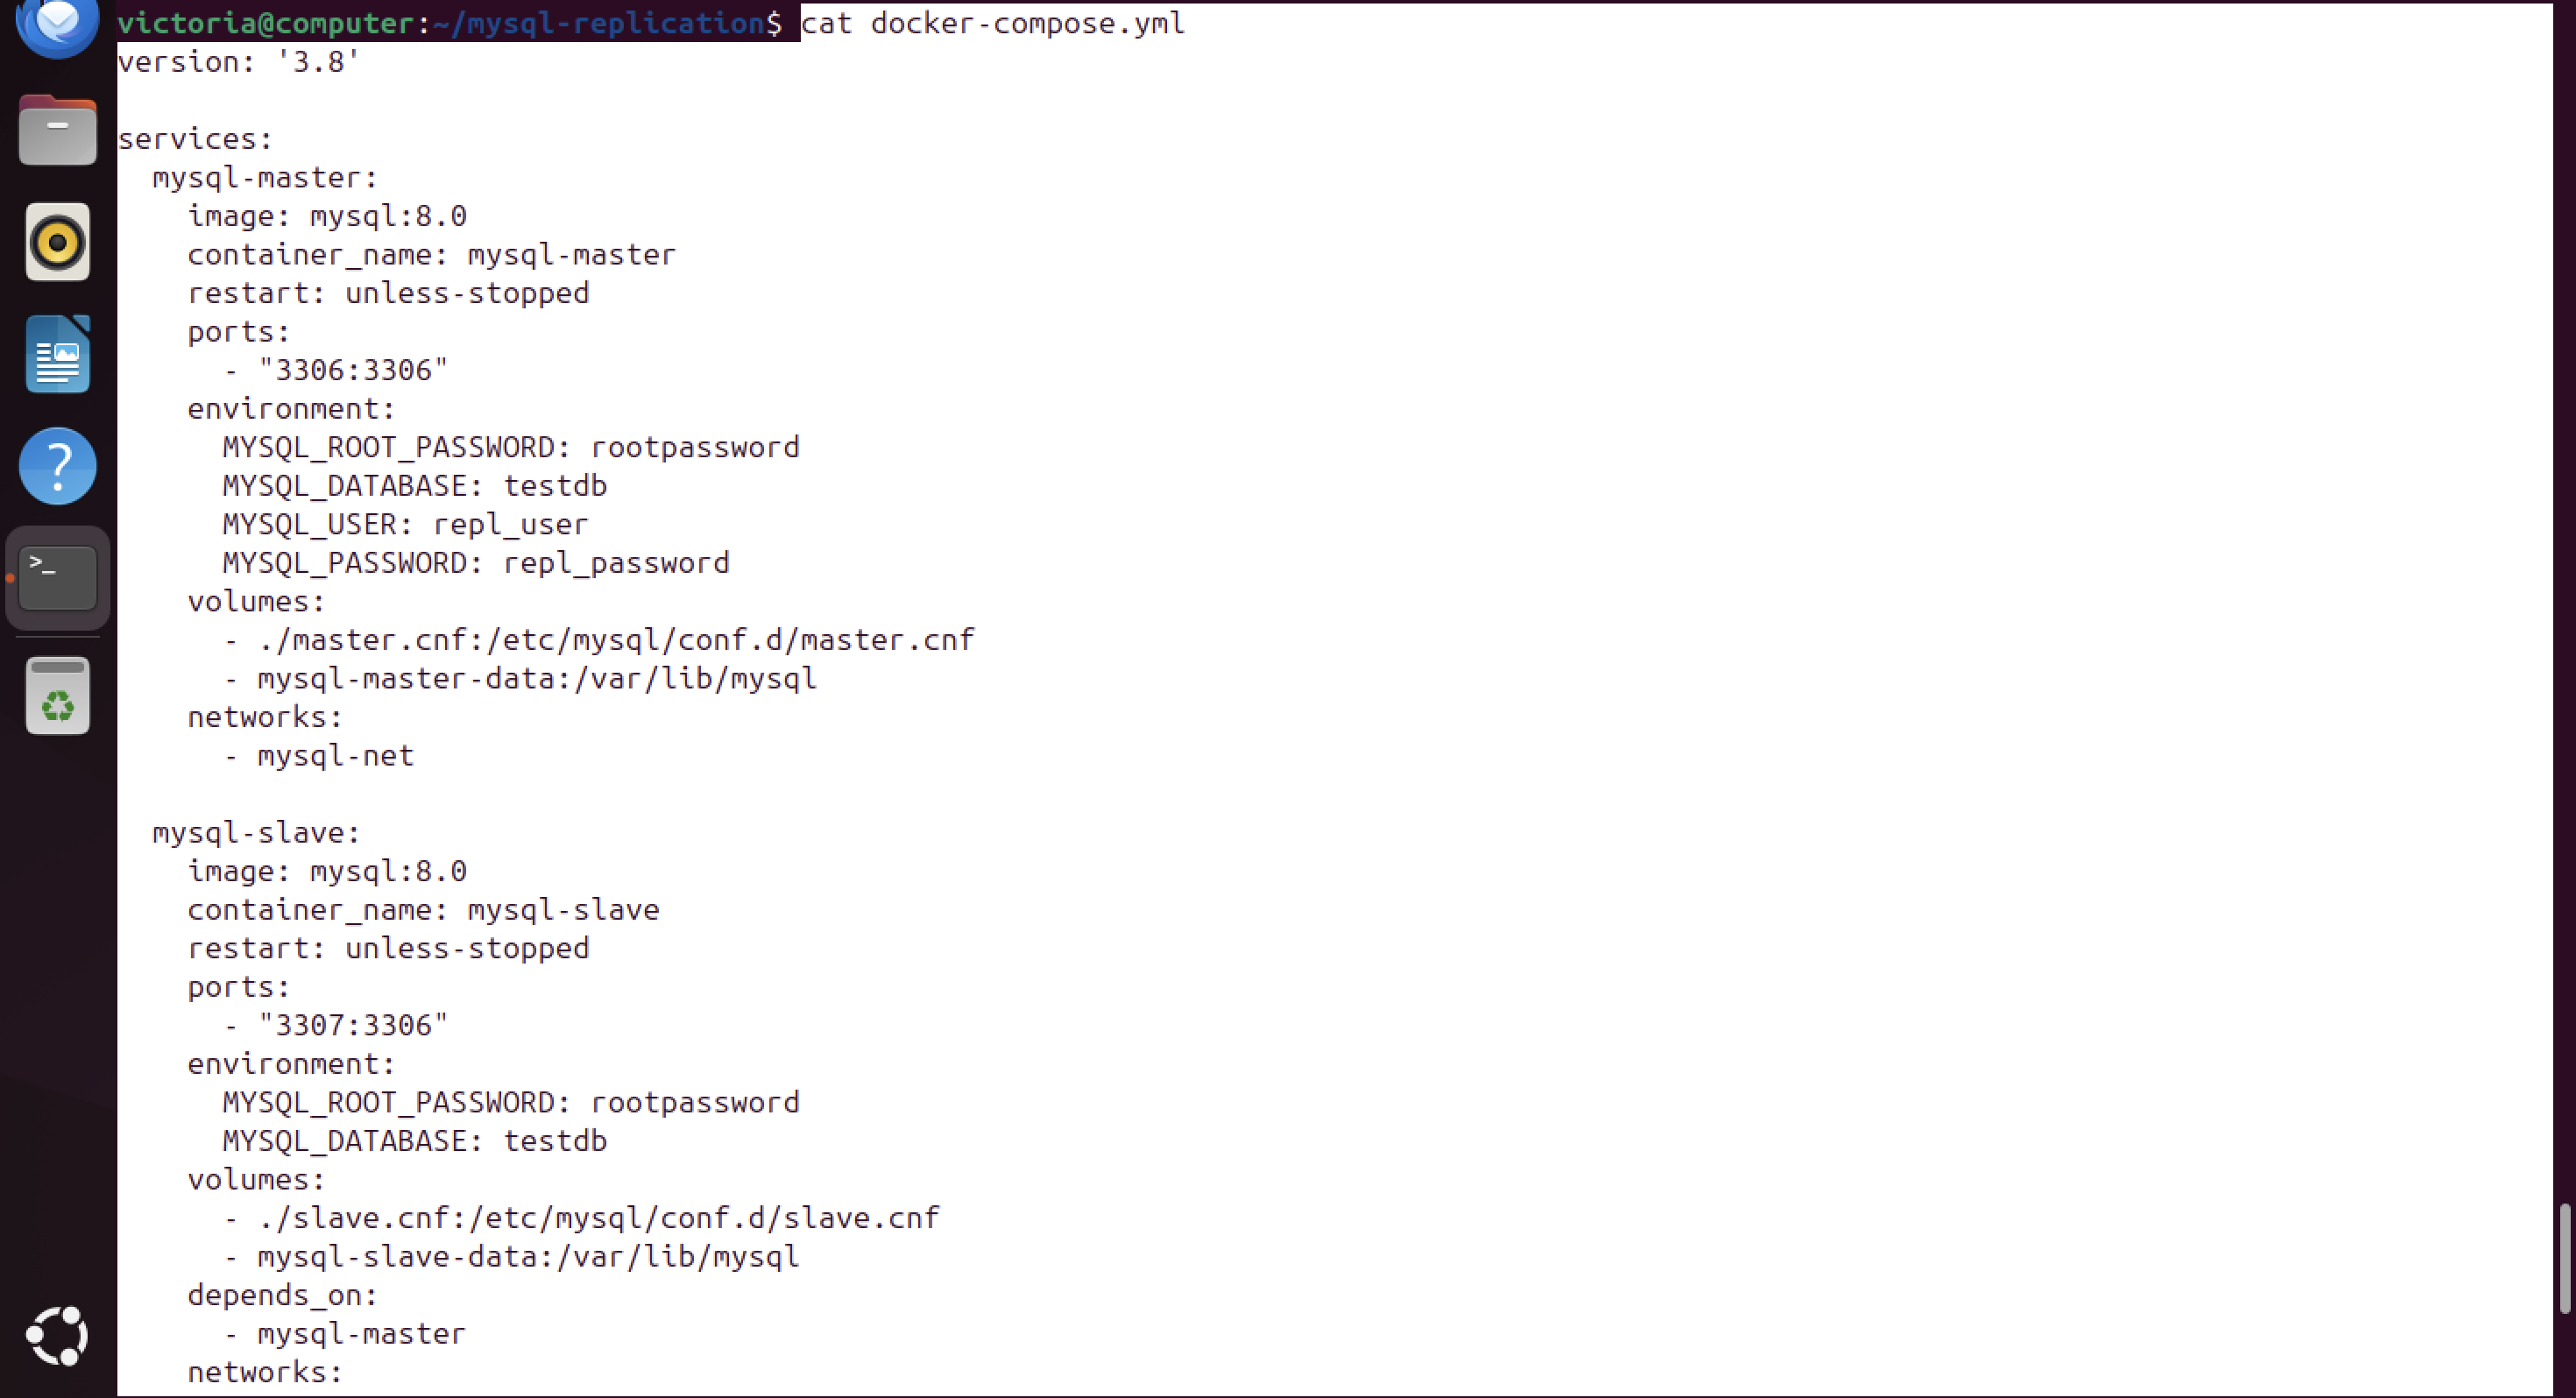 victoria@computer:~/mysql-replication$ cat docker-compose.yml
version: '3.8'

services:
  mysql-master:
    image: mysql:8.0
    container_name: mysql-master
    restart: unless-stopped
    ports:
      - "3306:3306"
    environment:
      MYSQL_ROOT_PASSWORD: rootpassword
      MYSQL_DATABASE: testdb
      MYSQL_USER: repl_user
      MYSQL_PASSWORD: repl_password
    volumes:
      - ./master.cnf:/etc/mysql/conf.d/master.cnf
      - mysql-master-data:/var/lib/mysql
    networks:
      - mysql-net

  mysql-slave:
    image: mysql:8.0
    container_name: mysql-slave
    restart: unless-stopped
    ports:
      - "3307:3306"
    environment:
      MYSQL_ROOT_PASSWORD: rootpassword
      MYSQL_DATABASE: testdb
    volumes:
      - ./slave.cnf:/etc/mysql/conf.d/slave.cnf
      - mysql-slave-data:/var/lib/mysql
    depends_on:
      - mysql-master
    networks: